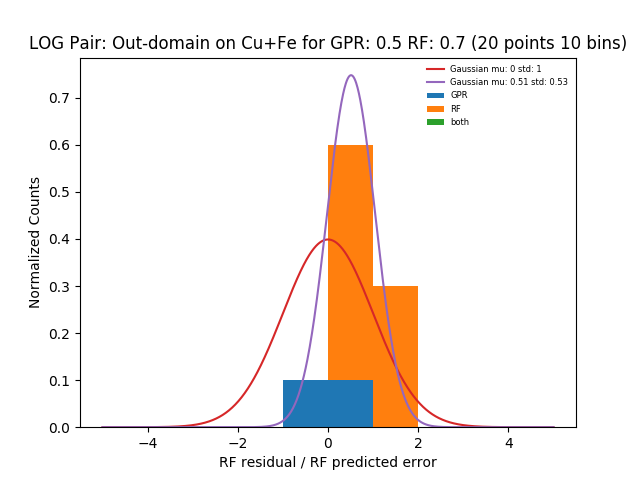 LOG Pair: Out-domain on Cu+Fe for GPR: 0.5 RF: 0.7 (20 points 10 bins)
Gaussian mu: 0 std: 1
Gaussian mu: 0.51 std: 0.53
GPR
RF
both
Normalized Counts
0.7
0.6
0.5
0.4
0.3
0.2
0.1
0.0
−4 −2 0 2 4
RF residual / RF predicted error